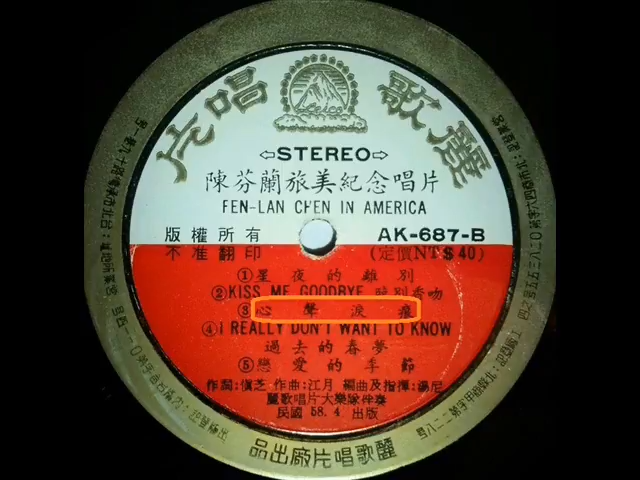 麗歌唱片
⇦STEREO⇨
陳芬蘭旅美紀念唱片
FEN-LAN CHEN IN AMERICA
版權所有 AK-687-B
不准翻印 (定價NT$40)
①星夜的離別
②KISS ME GOODBYE 醉別香吻
③心聲淚痕
④I REALLY DON'T WANT TO KNOW
過去的春夢
⑤戀愛的季節
作詞:慎芝 作曲:江月 編曲及指揮:湯尼
麗歌唱片大樂隊伴奏
民國 58.4. 出版
麗歌唱片廠出品